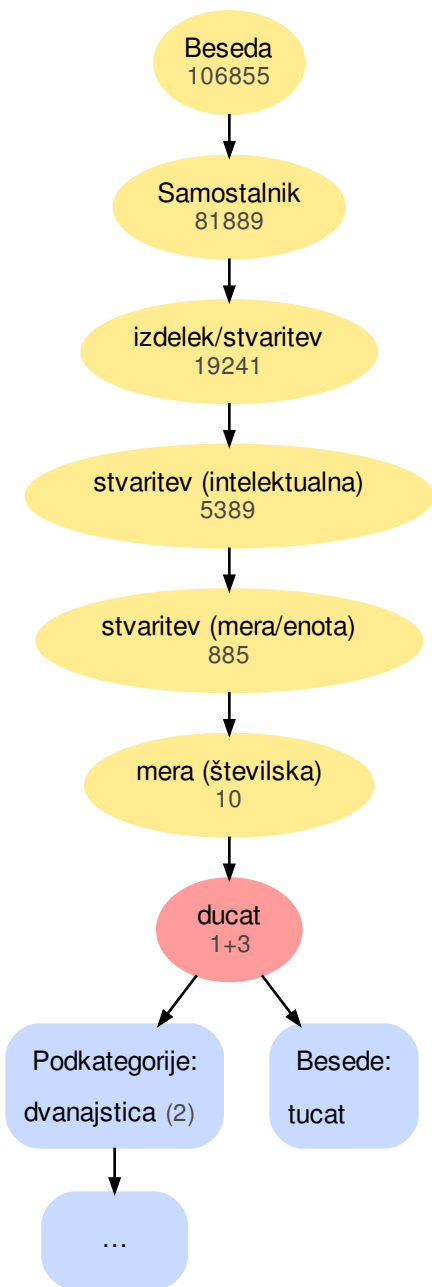 Beseda
106855
Samostalnik
81889
izdelek/stvaritev
19241
stvaritev (intelektualna)
5389
stvaritev (mera/enota)
885
mera (številska)
10
ducat
1+3
Podkategorije:
dvanajstica (2)
Besede:
tucat
…